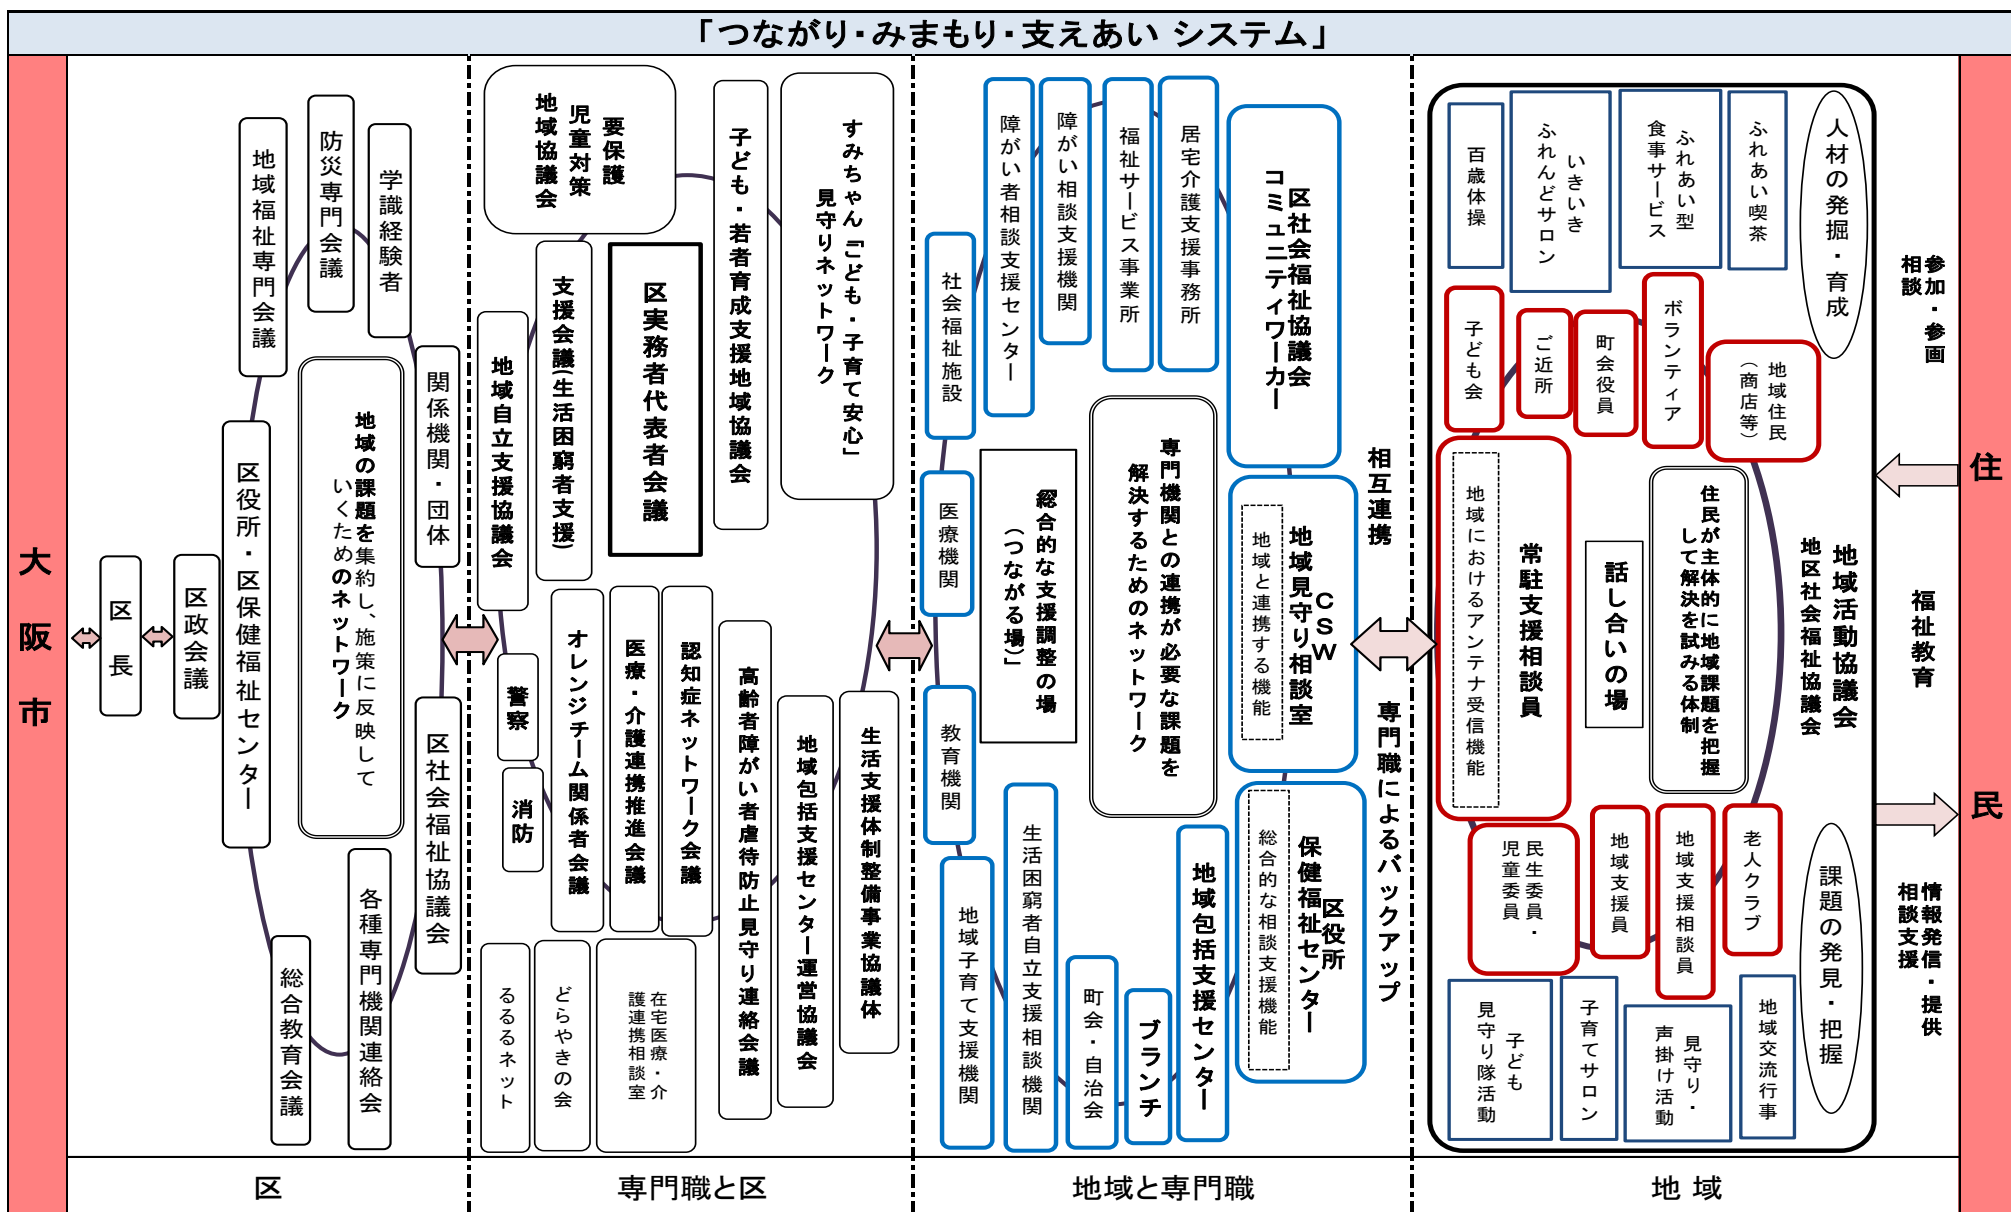 「つながり・みまもり・支えあい システム」
大阪市
区長
区政会議
地域福祉専門会議
防災専門会議
学識経験者
関係機関・団体
区役所・区保健福祉センター
地域の課題を集約し、施策に反映して
いくためのネットワーク
区社会福祉協議会
各種専門機関連絡会
総合教育会議
区
要保護
児童対策
地域協議会
子ども・若者育成支援地域協議会
すみちゃん「こども・子育て安心」
見守りネットワーク
区実務者代表者会議
支援会議(生活困窮者支援)
地域自立支援協議会
警察
消防
オレンジチーム関係者会議
医療・介護連携推進会議
認知症ネットワーク会議
高齢者障がい者虐待防止見守り連絡会議
地域包括支援センター運営協議会
生活支援体制整備事業協議体
るるるネット
どらやきの会
在宅医療・介
護連携相談室
専門職と区
社会福祉施設
障がい者相談支援センター
障がい相談支援機関
福祉サービス事業所
居宅介護支援事務所
区社会福祉協議会
コミュニティワーカー
医療機関
「総合的な支援調整の場
（つながる場）」
専門機関との連携が必要な課題を
解決するためのネットワーク
CSW
地域見守り相談室
地域と連携する機能
教育機関
地域子育て支援機関
生活困窮者自立支援相談機関
町会・自治会
ブランチ
地域包括支援センター
区役所
保健福祉センター
総合的な相談支援機能
相互連携
専門職によるバックアップ
地域と専門職
百歳体操
いきいき
ふれんどサロン
ふれあい型
食事サービス
ふれあい喫茶
人材の発掘・育成
子ども会
ご近所
町会役員
ボランティア
地域住民
（商店等）
常駐支援相談員
地域におけるアンテナ受信機能
話し合いの場
住民が主体的に地域課題を把握
して解決を試みる体制
地域活動協議会
地区社会福祉協議会
民生委員・
児童委員
地域支援員
地域支援相談員
老人クラブ
課題の発見・把握
子ども
見守り隊活動
子育てサロン
見守り・
声掛け活動
地域交流行事
地 域
参加・参画
相談
福祉教育
情報発信・提供
相談支援
住民